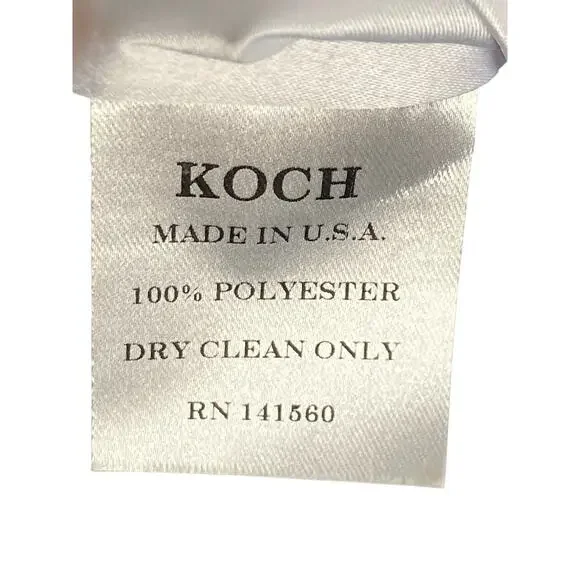 KOCH
MADE IN U.S.A.
100% POLYESTER
DRY CLEAN ONLY
RN 141560